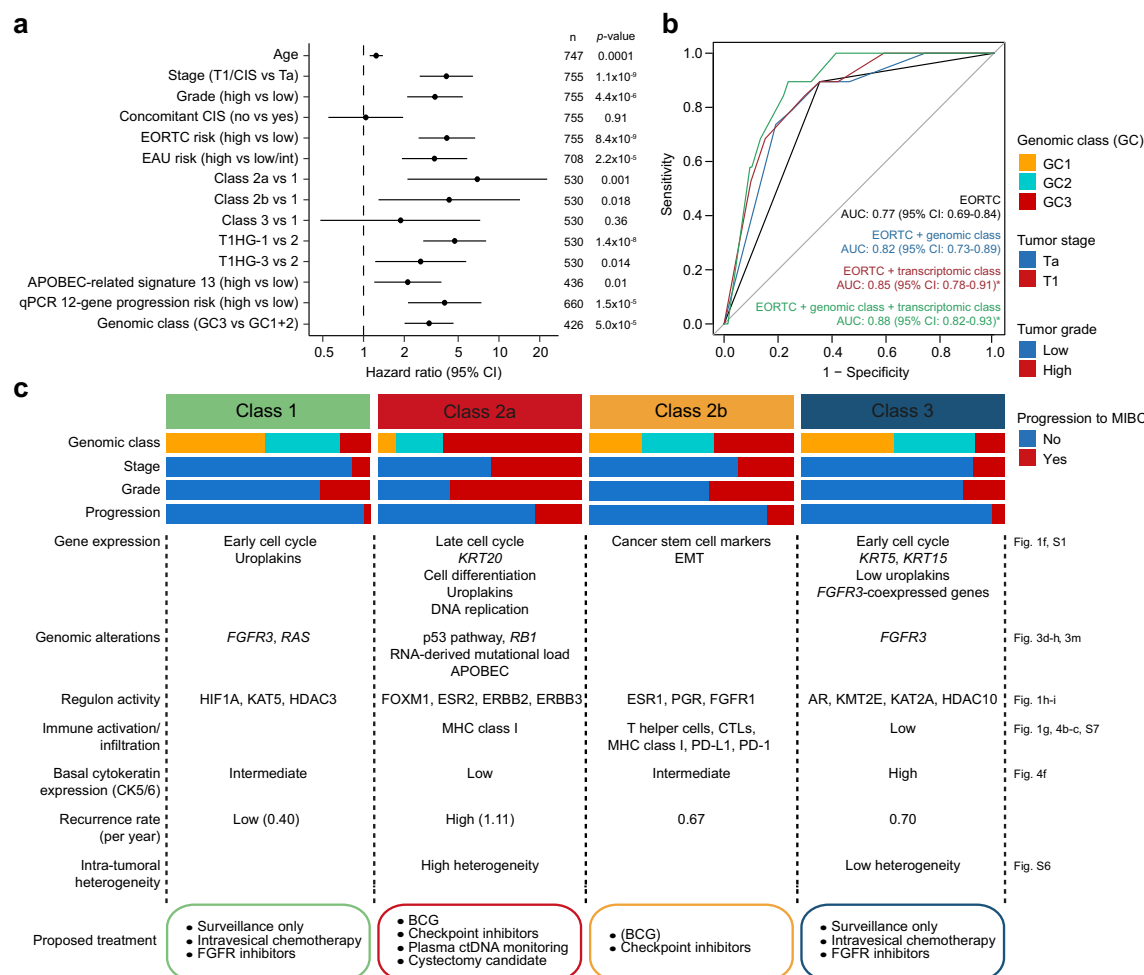 a
n p-value
Age 747 0.0001
Stage (T1/CIS vs Ta) 755 1.1x10⁻⁹
Grade (high vs low) 755 4.4x10⁻⁶
Concomitant CIS (no vs yes) 755 0.91
EORTC risk (high vs low) 755 8.4x10⁻⁹
EAU risk (high vs low/int) 708 2.2x10⁻⁵
Class 2a vs 1 530 0.001
Class 2b vs 1 530 0.018
Class 3 vs 1 530 0.36
T1HG-1 vs 2 530 1.4x10⁻⁸
T1HG-3 vs 2 530 0.014
APOBEC-related signature 13 (high vs low) 436 0.01
qPCR 12-gene progression risk (high vs low) 660 1.5x10⁻⁵
Genomic class (GC3 vs GC1+2) 426 5.0x10⁻⁵
0.5 1 2 5 10 20
Hazard ratio (95% CI)
b
Sensitivity
1.0
0.8
0.6
0.4
0.2
0.0
EORTC
AUC: 0.77 (95% CI: 0.69-0.84)
EORTC + genomic class
AUC: 0.82 (95% CI: 0.73-0.89)
EORTC + transcriptomic class
AUC: 0.85 (95% CI: 0.78-0.91)*
EORTC + genomic class + transcriptomic class
AUC: 0.88 (95% CI: 0.82-0.93)*
0.0 0.2 0.4 0.6 0.8 1.0
1 − Specificity
Genomic class (GC)
GC1
GC2
GC3
Tumor stage
Ta
T1
Tumor grade
Low
High
Progression to MIBC
No
Yes
c
Class 1 Class 2a Class 2b Class 3
Genomic class
Stage
Grade
Progression
Gene expression Early cell cycle Late cell cycle Cancer stem cell markers Early cell cycle Fig. 1f, S1
Uroplakins KRT20 EMT KRT5, KRT15
Cell differentiation Low uroplakins
Uroplakins FGFR3-coexpressed genes
DNA replication
Genomic alterations FGFR3, RAS p53 pathway, RB1 FGFR3 Fig. 3d-h, 3m
RNA-derived mutational load
APOBEC
Regulon activity HIF1A, KAT5, HDAC3 FOXM1, ESR2, ERBB2, ERBB3 ESR1, PGR, FGFR1 AR, KMT2E, KAT2A, HDAC10 Fig. 1h-i
Immune activation/ MHC class I T helper cells, CTLs, Low Fig. 1g, 4b-c, S7
infiltration MHC class I, PD-L1, PD-1
Basal cytokeratin Intermediate Low Intermediate High Fig. 4f
expression (CK5/6)
Recurrence rate Low (0.40) High (1.11) 0.67 0.70
(per year)
Intra-tumoral High heterogeneity Low heterogeneity Fig. S6
heterogeneity
Proposed treatment
• Surveillance only
• Intravesical chemotherapy
• FGFR inhibitors
• BCG
• Checkpoint inhibitors
• Plasma ctDNA monitoring
• Cystectomy candidate
• (BCG)
• Checkpoint inhibitors
• Surveillance only
• Intravesical chemotherapy
• FGFR inhibitors